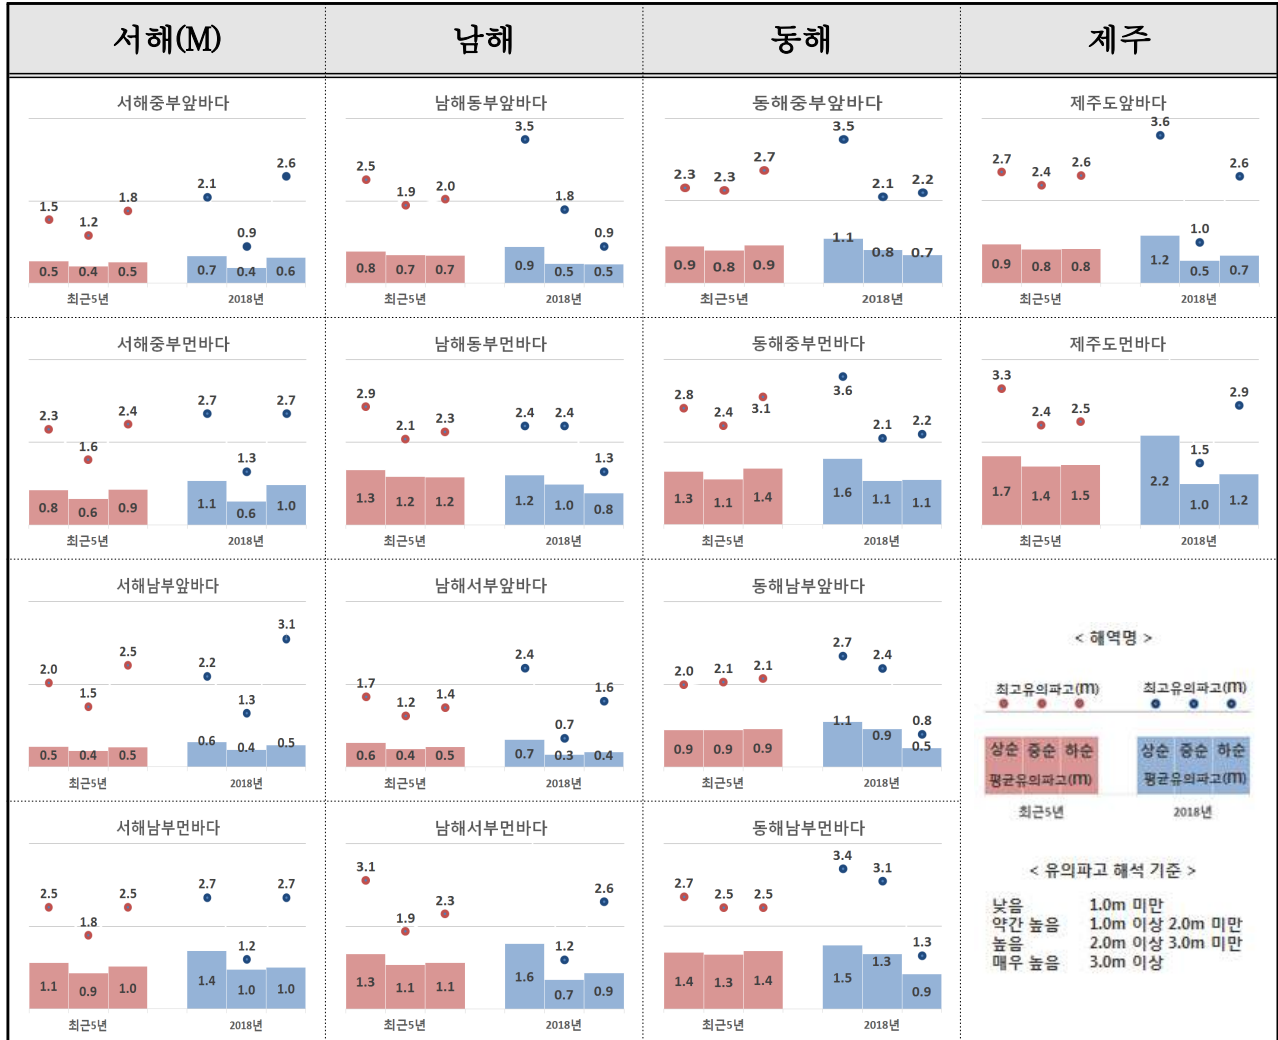 서해(M) 남해 동해 제주
서해중부앞바다
1.5 1.2 1.8 2.1 0.9 2.6
0.5 0.4 0.5 0.7 0.4 0.6
최근5년 2018년
남해동부앞바다
2.5 1.9 2.0 3.5 1.8 0.9
0.8 0.7 0.7 0.9 0.5 0.5
최근5년 2018년
동해중부앞바다
2.3 2.3 2.7 3.5 2.1 2.2
0.9 0.8 0.9 1.1 0.8 0.7
최근5년 2018년
제주도앞바다
2.7 2.4 2.6 3.6 1.0 2.6
0.9 0.8 0.8 1.2 0.5 0.7
최근5년 2018년
서해중부먼바다
2.3 1.6 2.4 2.7 1.3 2.7
0.8 0.6 0.9 1.1 0.6 1.0
최근5년 2018년
남해동부먼바다
2.9 2.1 2.3 2.4 2.4 1.3
1.3 1.2 1.2 1.2 1.0 0.8
최근5년 2018년
동해중부먼바다
2.8 2.4 3.1 3.6 2.1 2.2
1.3 1.1 1.4 1.6 1.1 1.1
최근5년 2018년
제주도먼바다
3.3 2.4 2.5 1.5 2.9
1.7 1.4 1.5 2.2 1.0 1.2
최근5년 2018년
서해남부앞바다
2.0 1.5 2.5 2.2 1.3 3.1
0.5 0.4 0.5 0.6 0.4 0.5
최근5년 2018년
남해서부앞바다
1.7 1.2 1.4 2.4 0.7 1.6
0.6 0.4 0.5 0.7 0.3 0.4
최근5년 2018년
동해남부앞바다
2.0 2.1 2.1 2.7 2.4 0.8
0.9 0.9 0.9 1.1 0.9 0.5
최근5년 2018년
< 해역명 >
최고유의파고(m) 최고유의파고(m)
상순 중순 하순 상순 중순 하순
평균유의파고(m) 평균유의파고(m)
최근5년 2018년
서해남부먼바다
2.5 1.8 2.5 2.7 1.2 2.7
1.1 0.9 1.0 1.4 1.0 1.0
최근5년 2018년
남해서부먼바다
3.1 1.9 2.3 1.2 2.6
1.3 1.1 1.1 1.6 0.7 0.9
최근5년 2018년
동해남부먼바다
2.7 2.5 2.5 3.4 3.1 1.3
1.4 1.3 1.4 1.5 1.3 0.9
최근5년 2018년
< 유의파고 해석 기준 >
낮음 1.0m 미만
약간 높음 1.0m 이상 2.0m 미만
높음 2.0m 이상 3.0m 미만
매우 높음 3.0m 이상